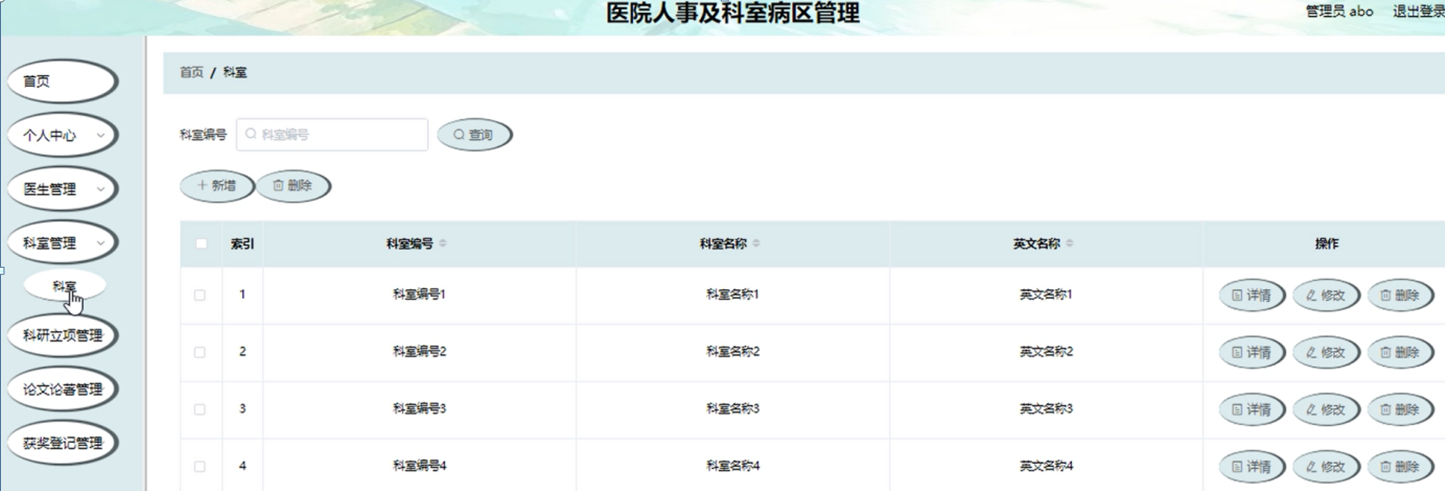 医院人事及科室病区管理
管理员 abo 退出登录
首页
个人中心
医生管理
科室管理
科室
科研立项管理
论文论著管理
获奖登记管理
首页 / 科室
科室编号 科室编号 查询
新增 删除
索引 科室编号 科室名称 英文名称 操作
1 科室编号1 科室名称1 英文名称1 详情 修改 删除
2 科室编号2 科室名称2 英文名称2 详情 修改 删除
3 科室编号3 科室名称3 英文名称3 详情 修改 删除
4 科室编号4 科室名称4 英文名称4 详情 修改 删除